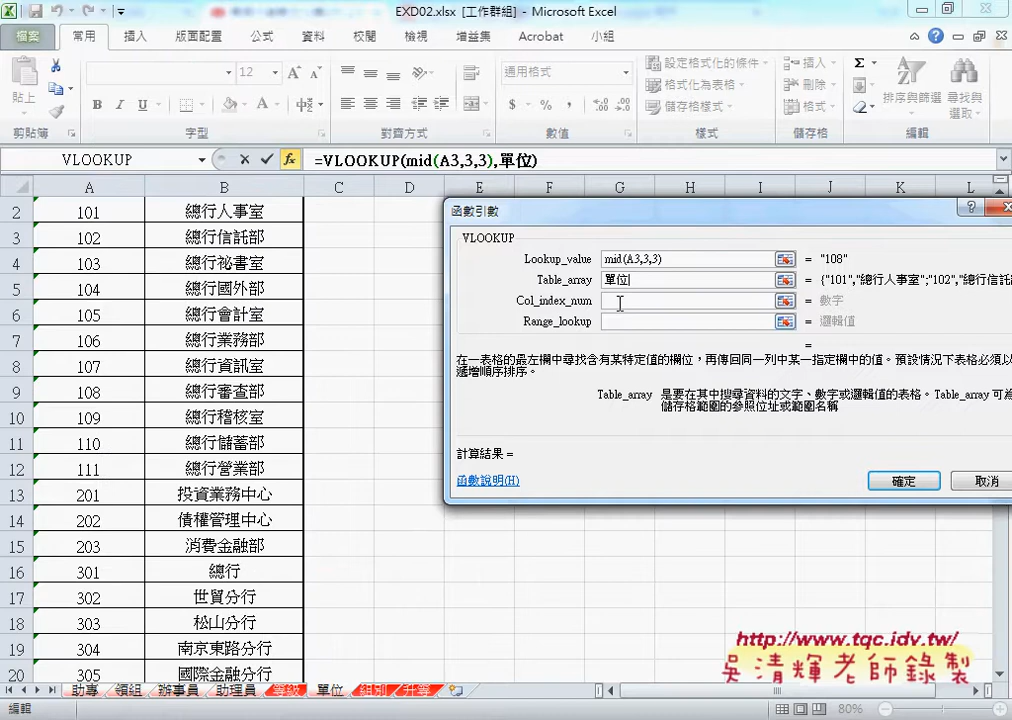 EXD02.xlsx [工作群組] - Microsoft Excel
檔案 常用 插入 版面配置 公式 資料 校閱 檢視 增益集 Acrobat 小組
貼上
12
B I U
通用格式
$ % ,
設定格式化的條件
格式化為表格
儲存格樣式
插入
刪除
格式
排序與篩選
尋找與選取
剪貼簿 字型 對齊方式 數值 樣式 儲存格 編輯
VLOOKUP
=VLOOKUP(mid(A3,3,3),單位)
A B C D E F G H I J K L
2 101 總行人事室
3 102 總行信託部
4 103 總行祕書室
5 104 總行國外部
6 105 總行會計室
7 106 總行業務部
8 107 總行資訊室
9 108 總行審查部
10 109 總行稽核室
11 110 總行儲蓄部
12 111 總行營業部
13 201 投資業務中心
14 202 債權管理中心
15 203 消費金融部
16 301 總行
17 302 世貿分行
18 303 松山分行
19 304 南京東路分行
20 305 國際金融分行
函數引數
VLOOKUP
Lookup_value mid(A3,3,3) = "108"
Table_array 單位 = {"101","總行人事室";"102","總行信託
Col_index_num = 數字
Range_lookup = 邏輯值
=
在一表格的最左欄中尋找含有某特定值的欄位，再傳回同一列中某一指定欄中的值。預設情況下表格必須以
遞增順序排序。
Table_array 是要在其中搜尋資料的文字、數字或邏輯值的表格。Table_array 可為
儲存格範圍的參照位址或範圍名稱
計算結果 =
函數說明(H)
確定 取消
http://www.tqc.idv.tw/
吳清輝老師錄製
助專 領組 辦事員 助理員 等級 單位 組別 升等
編輯
80%